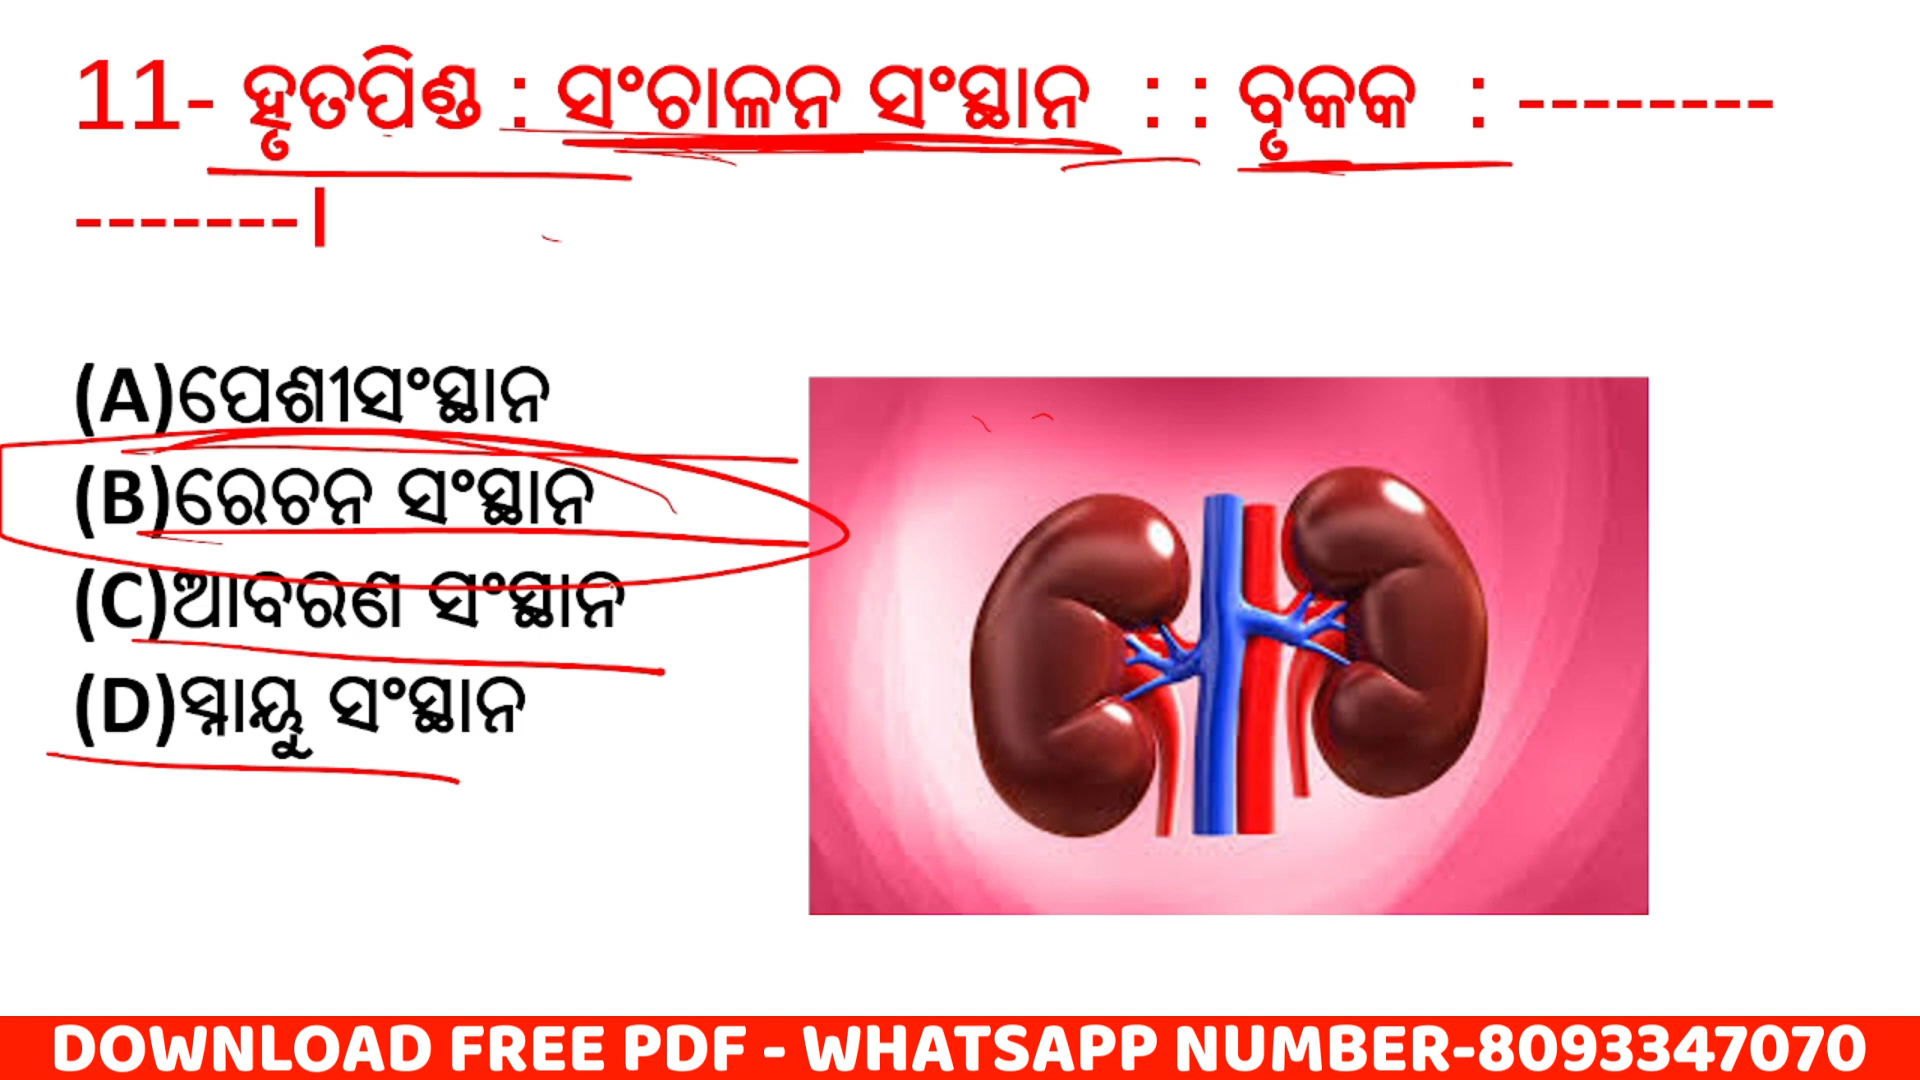 11- ହୃତପିଣ୍ଡ : ସଂଚାଳନ ସଂସ୍ଥାନ : : ବୃକକ : --------
-------।
(A)ପେଶୀସଂସ୍ଥାନ
(B)ରେଚନ ସଂସ୍ଥାନ
(C)ଆବରଣ ସଂସ୍ଥାନ
(D)ସ୍ନାୟୁ ସଂସ୍ଥାନ
DOWNLOAD FREE PDF - WHATSAPP NUMBER-8093347070